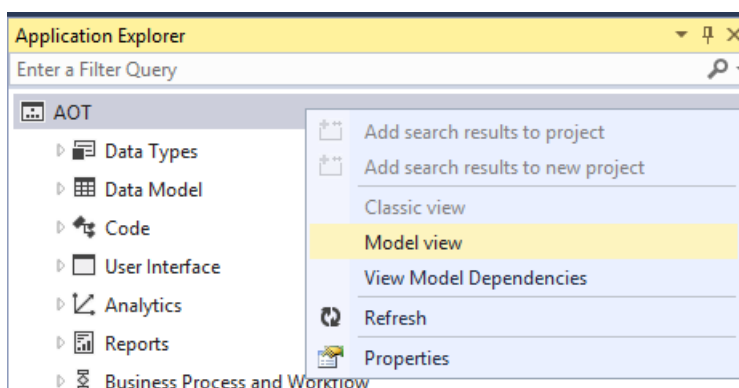 Application Explorer
Enter a Filter Query
AOT
Data Types
Data Model
Code
User Interface
Analytics
Reports
Business Process and Workflow
Add search results to project
Add search results to new project
Classic view
Model view
View Model Dependencies
Refresh
Properties